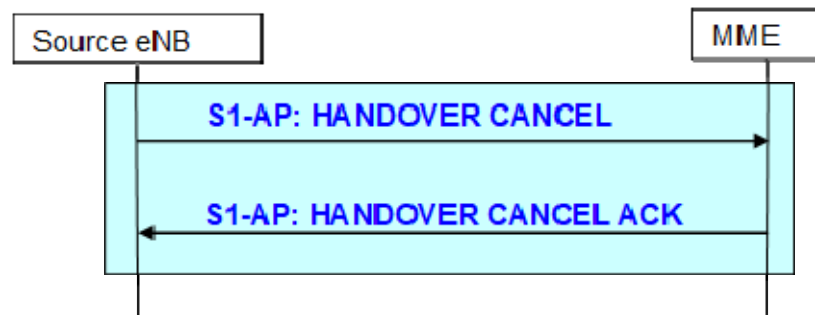 Source eNB
MME
S1-AP: HANDOVER CANCEL
S1-AP: HANDOVER CANCEL ACK